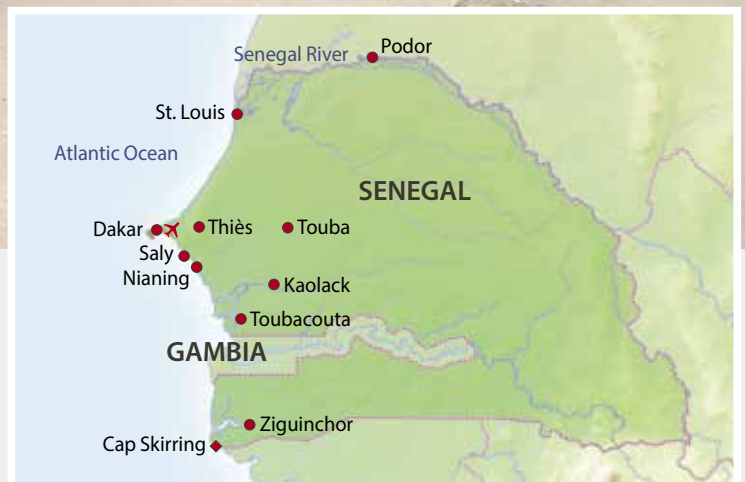 Podor
Senegal River
St. Louis
Atlantic Ocean
SENEGAL
Dakar
Thiès
Touba
Saly
Nianing
Kaolack
Toubacouta
GAMBIA
Ziguinchor
Cap Skirring